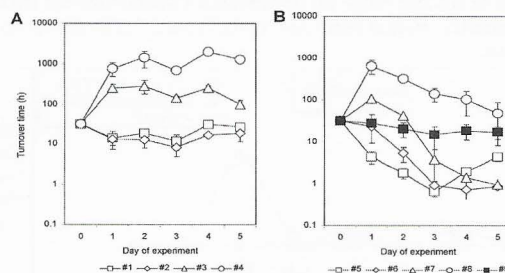 A
B
Turnover time (h)
10000
1000
100
10
1
0.1
0 1 2 3 4 5
Day of experiment
#1 #2 #3 #4
10000
1000
100
10
1
0.1
0 1 2 3 4 5
Day of experiment
#5 #6 #7 #8